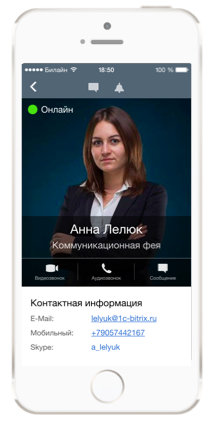 Билайн 18:50 100 %
Онлайн
Анна Лелюк
Коммуникационная фея
Видеозвонок Аудиозвонок Сообщение
Контактная информация
E-Mail: lelyuk@1c-bitrix.ru
Мобильный: +79057442167
Skype: a_lelyuk